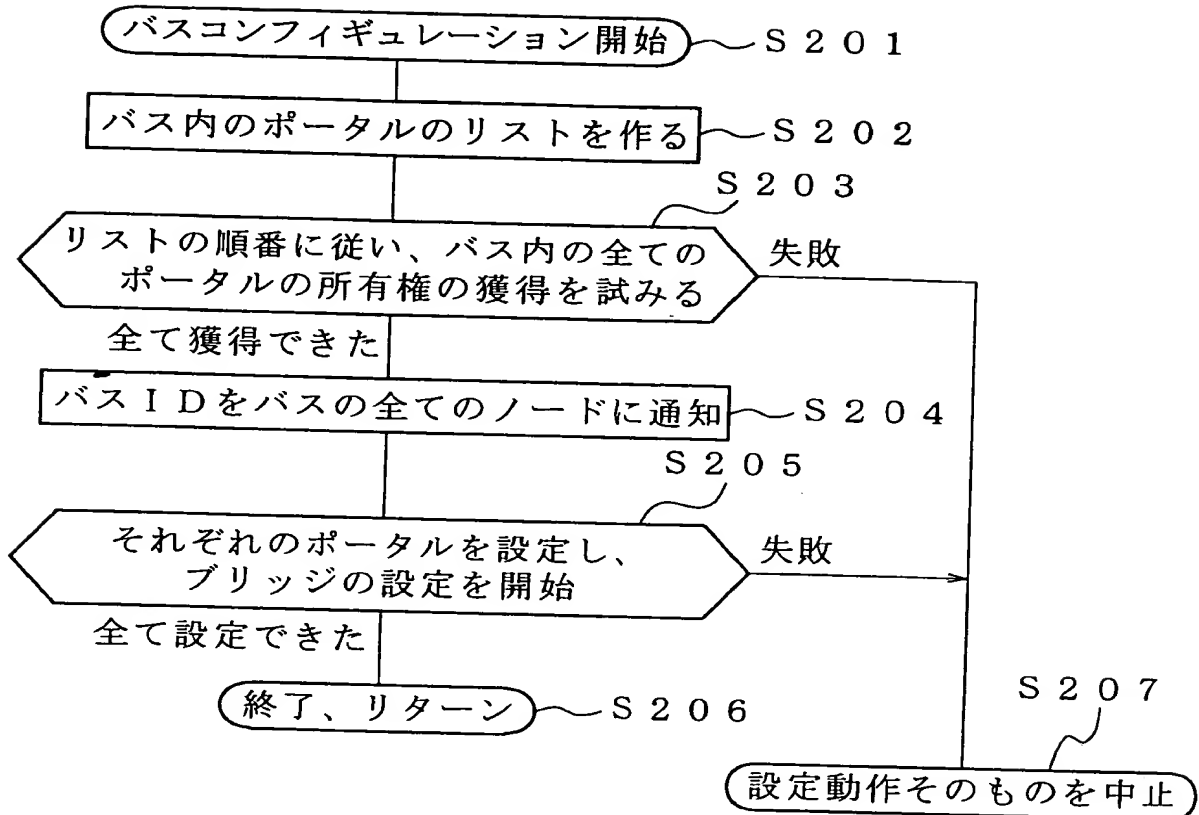 バスコンフィギュレーション開始 S201
バス内のポータルのリストを作る S202
S203
リストの順番に従い、バス内の全ての
ポータルの所有権の獲得を試みる
失敗
全て獲得できた
バスIDをバスの全てのノードに通知 S204
S205
それぞれのポータルを設定し、
ブリッジの設定を開始
失敗
全て設定できた
終了、リターン S206
S207
設定動作そのものを中止